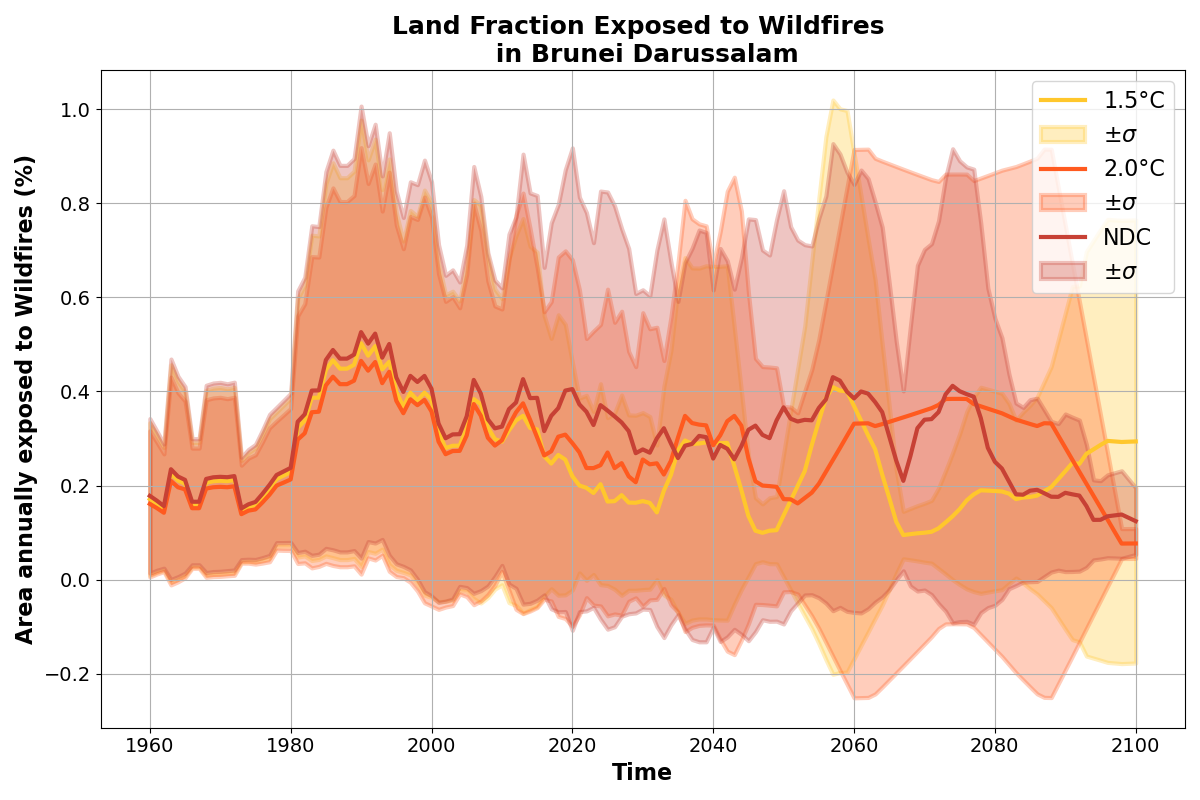 Land Fraction Exposed to Wildfires
in Brunei Darussalam
Area annually exposed to Wildfires (%)
1.0
0.8
0.6
0.4
0.2
0.0
−0.2
1.5°C
±σ
2.0°C
±σ
NDC
±σ
1960
1980
2000
2020
2040
2060
2080
2100
Time